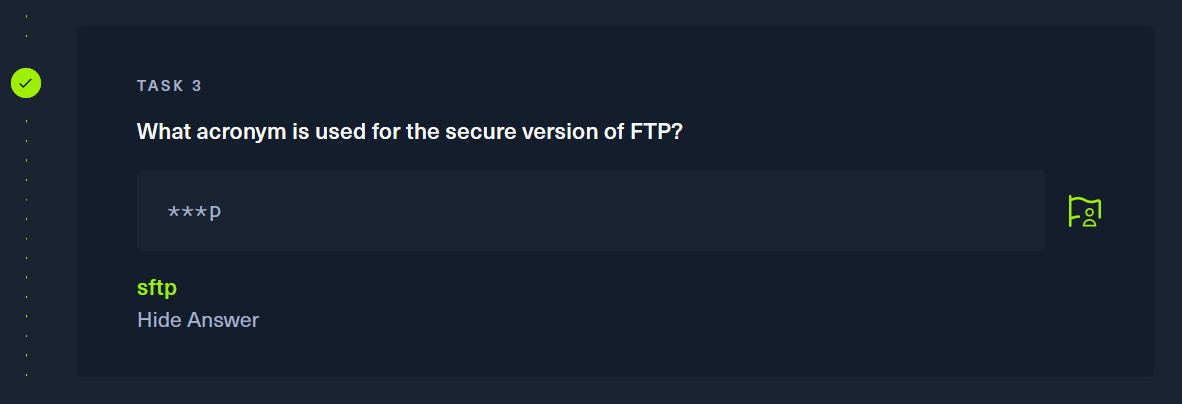 TASK 3
What acronym is used for the secure version of FTP?
***p
sftp
Hide Answer